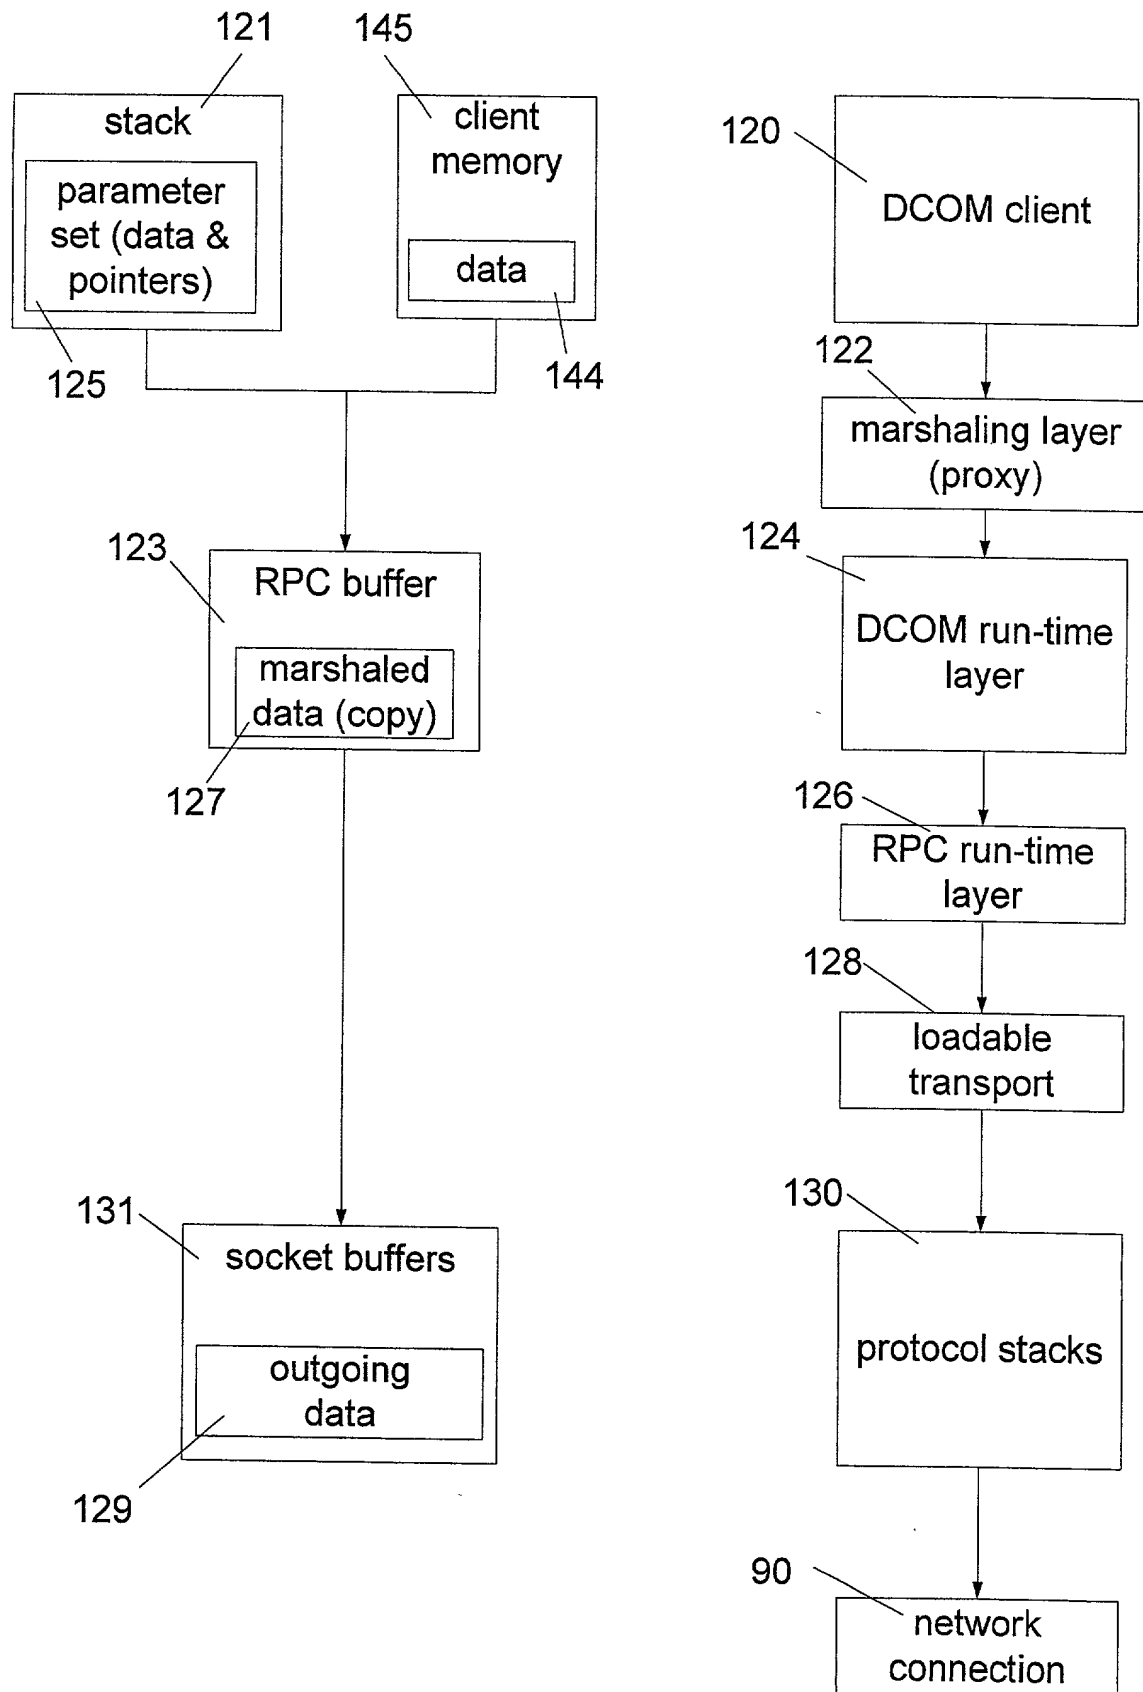 121
stack
parameter
set (data &
pointers)
125
145
client
memory
data
144
123
RPC buffer
marshaled
data (copy)
127
131
socket buffers
outgoing
data
129
120
DCOM client
122
marshaling layer
(proxy)
124
DCOM run-time
layer
126
RPC run-time
layer
128
loadable
transport
130
protocol stacks
90
network
connection